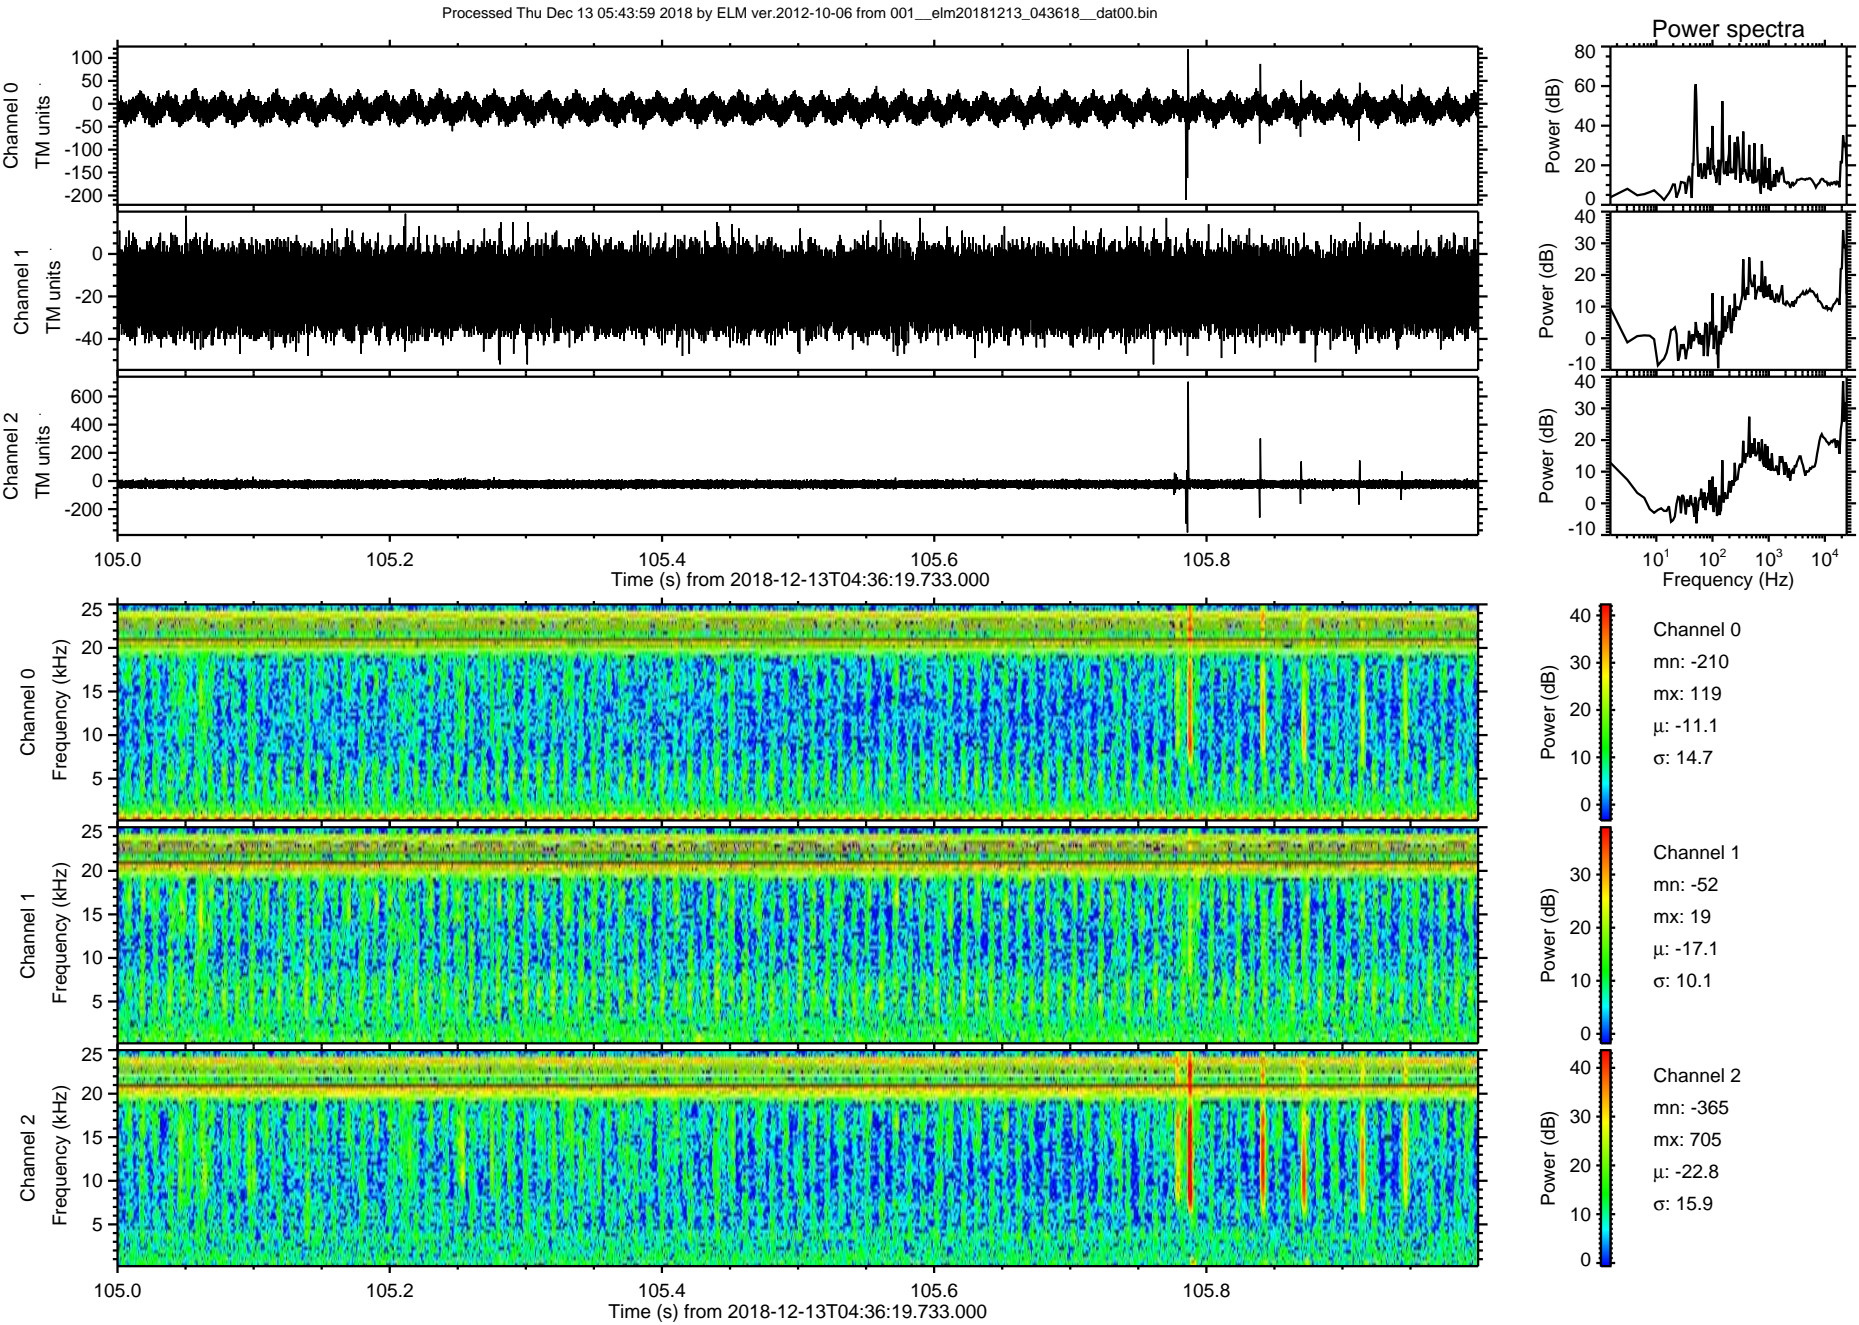 Processed Thu Dec 13 05:43:59 2018 by ELM ver.2012-10-06 from 001__elm20181213_043618__dat00.bin
Power spectra
Channel 0
TM units
100
50
0
-50
-100
-150
-200
Power (dB)
80
60
40
20
0
Channel 1
TM units
0
-20
-40
Power (dB)
40
30
20
10
0
-10
Channel 2
TM units
600
400
200
0
-200
Power (dB)
40
30
20
10
0
-10
105.0 105.2 105.4 105.6 105.8
Time (s) from 2018-12-13T04:36:19.733.000
10^1 10^2 10^3 10^4
Frequency (Hz)
Channel 0
Frequency (kHz)
25
20
15
10
5
Power (dB)
40
30
20
10
0
Channel 0
mn: -210
mx: 119
µ: -11.1
σ: 14.7
Channel 1
Frequency (kHz)
25
20
15
10
5
Power (dB)
30
20
10
0
Channel 1
mn: -52
mx: 19
µ: -17.1
σ: 10.1
Channel 2
Frequency (kHz)
25
20
15
10
5
Power (dB)
40
30
20
10
0
Channel 2
mn: -365
mx: 705
µ: -22.8
σ: 15.9
105.0 105.2 105.4 105.6 105.8
Time (s) from 2018-12-13T04:36:19.733.000